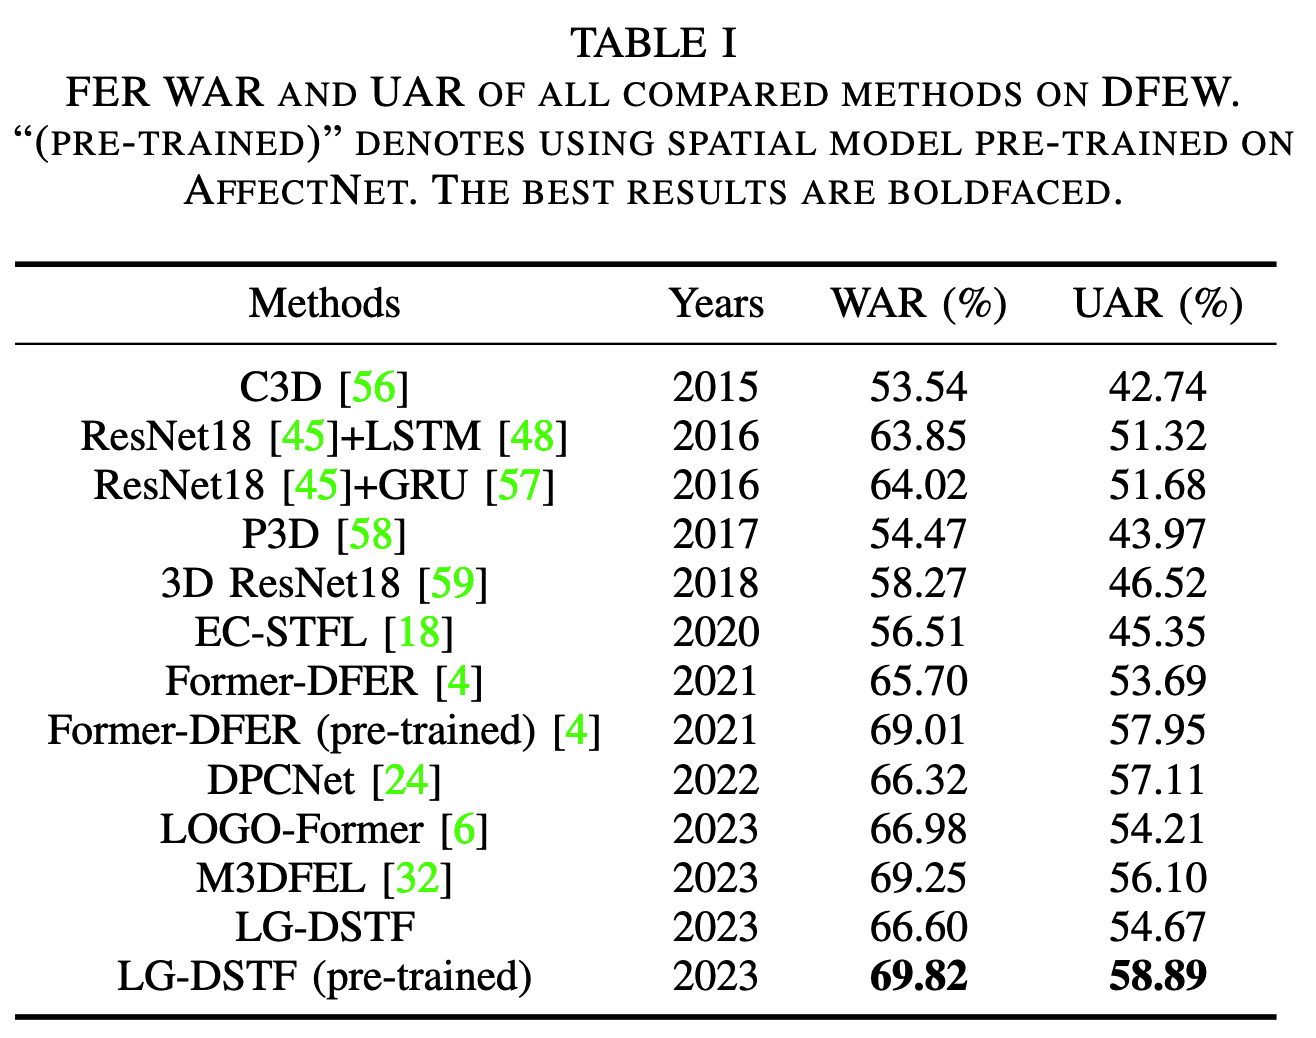 TABLE I
FER WAR AND UAR OF ALL COMPARED METHODS ON DFEW.
“(PRE-TRAINED)” DENOTES USING SPATIAL MODEL PRE-TRAINED ON
AFFECTNET. THE BEST RESULTS ARE BOLDFACED.
Methods Years WAR (%) UAR (%)
C3D [56] 2015 53.54 42.74
ResNet18 [45]+LSTM [48] 2016 63.85 51.32
ResNet18 [45]+GRU [57] 2016 64.02 51.68
P3D [58] 2017 54.47 43.97
3D ResNet18 [59] 2018 58.27 46.52
EC-STFL [18] 2020 56.51 45.35
Former-DFER [4] 2021 65.70 53.69
Former-DFER (pre-trained) [4] 2021 69.01 57.95
DPCNet [24] 2022 66.32 57.11
LOGO-Former [6] 2023 66.98 54.21
M3DFEL [32] 2023 69.25 56.10
LG-DSTF 2023 66.60 54.67
LG-DSTF (pre-trained) 2023 69.82 58.89